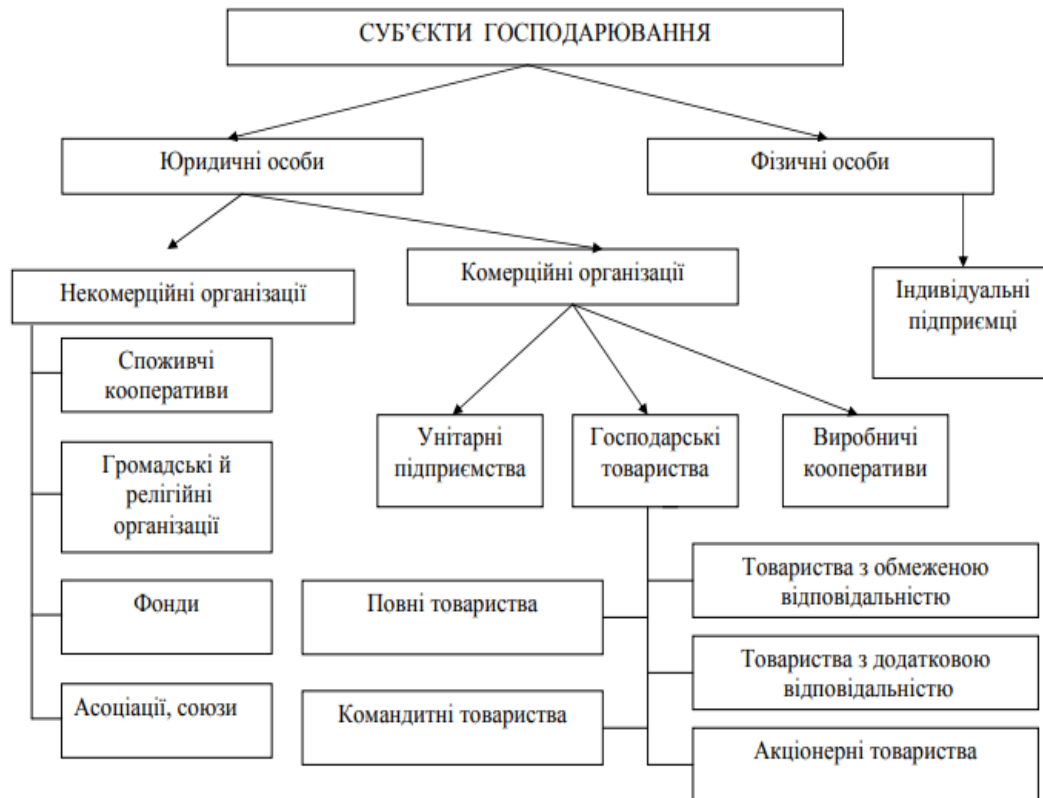 СУБ’ЄКТИ ГОСПОДАРЮВАННЯ
Юридичні особи
Фізичні особи
Некомерційні організації
Комерційні організації
Індивідуальні
підприємці
Споживчі
кооперативи
Громадські й
релігійні
організації
Фонди
Асоціації, союзи
Унітарні
підприємства
Господарські
товариства
Виробничі
кооперативи
Повні товариства
Командитні товариства
Товариства з обмеженою
відповідальністю
Товариства з додатковою
відповідальністю
Акціонерні товариства